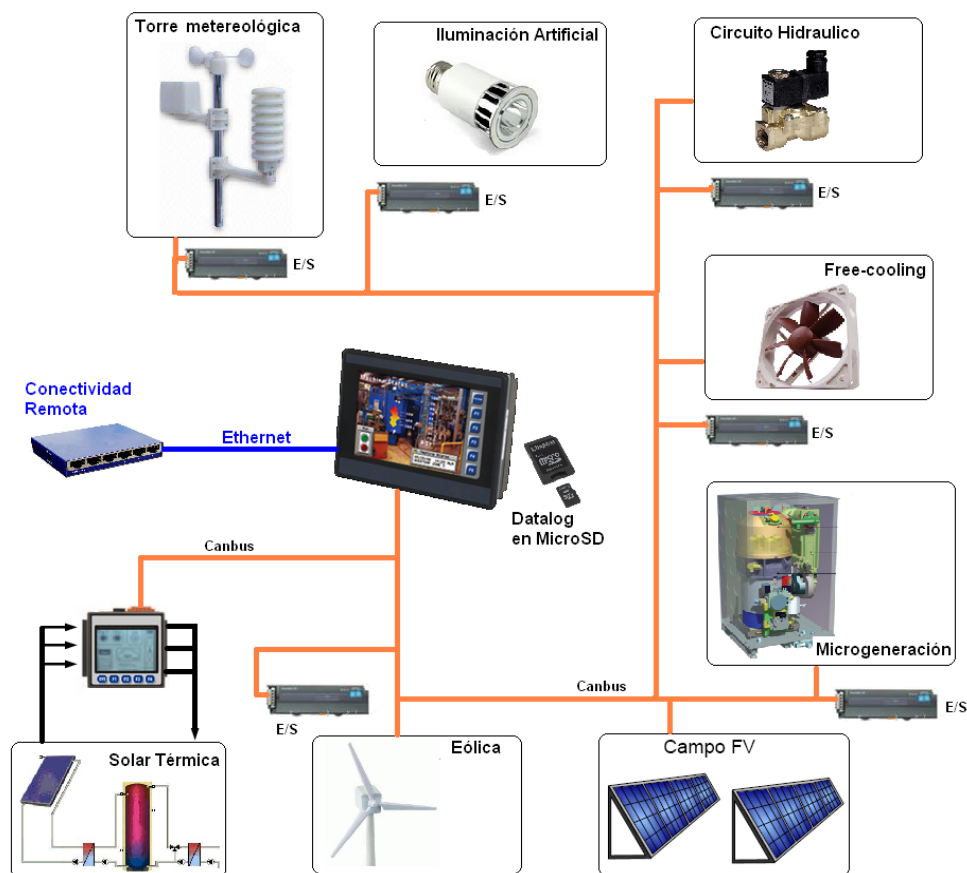 Torre metereológica
Iluminación Artificial
Circuito Hidraulico
E/S
E/S
E/S
Free-cooling
Conectividad
Remota
Ethernet
E/S
Datalog
en MicroSD
Canbus
Microgeneración
Canbus
E/S
E/S
Solar Térmica
Eólica
Campo FV